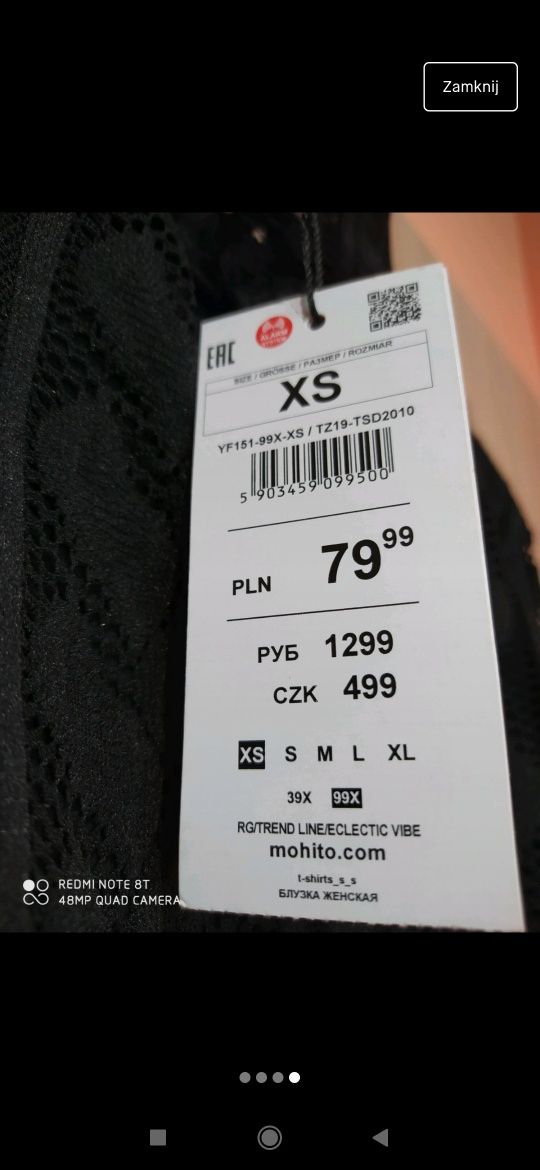 Zamknij
EAC
ALARM
SYSTEM
SIZE / GRÖSSE / РАЗМЕР / ROZMIAR
XS
YF151-99X-XS / TZ19-TSD2010
5 903459 099500
PLN 79 99
РУБ 1299
CZK 499
XS S M L XL
39X 99X
RG/TREND LINE/ECLECTIC VIBE
mohito.com
t-shirts_s_s
БЛУЗКА ЖЕНСКАЯ
REDMI NOTE 8T
48MP QUAD CAMERA